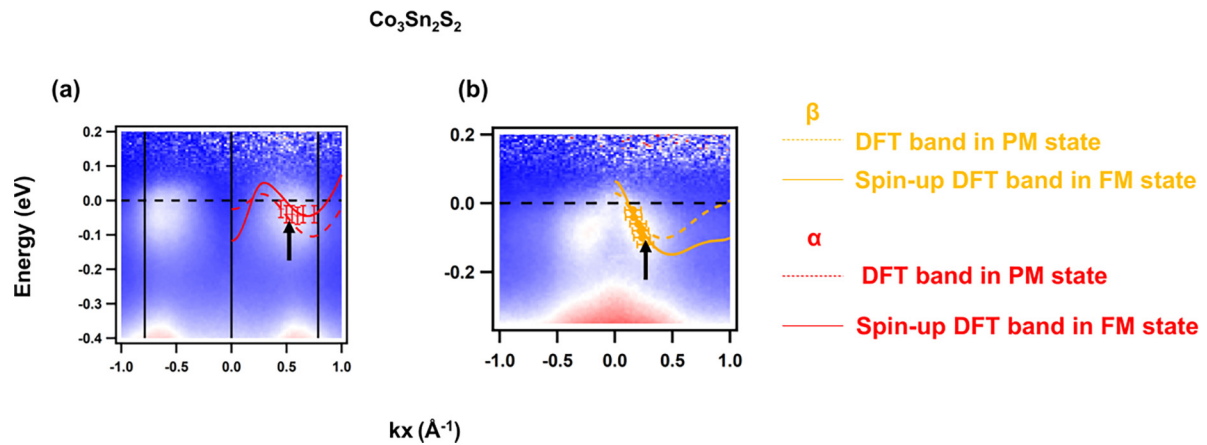 Co₃Sn₂S₂
(a)
(b)
Energy (eV)
0.2
0.1
0.0
-0.1
-0.2
-0.3
-0.4
-1.0 -0.5 0.0 0.5 1.0
0.2
0.0
-0.2
-1.0 -0.5 0.0 0.5 1.0
kx (Å⁻¹)
β
DFT band in PM state
Spin-up DFT band in FM state
α
DFT band in PM state
Spin-up DFT band in FM state